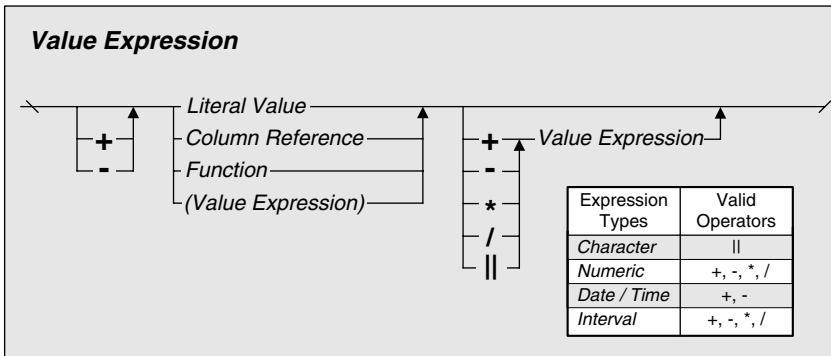 Value Expression
Literal Value
+ Column Reference + Value Expression
- Function -
(Value Expression) *
/
||
Expression Types Valid Operators
Character ||
Numeric +, -, *, /
Date / Time +, -
Interval +, -, *, /